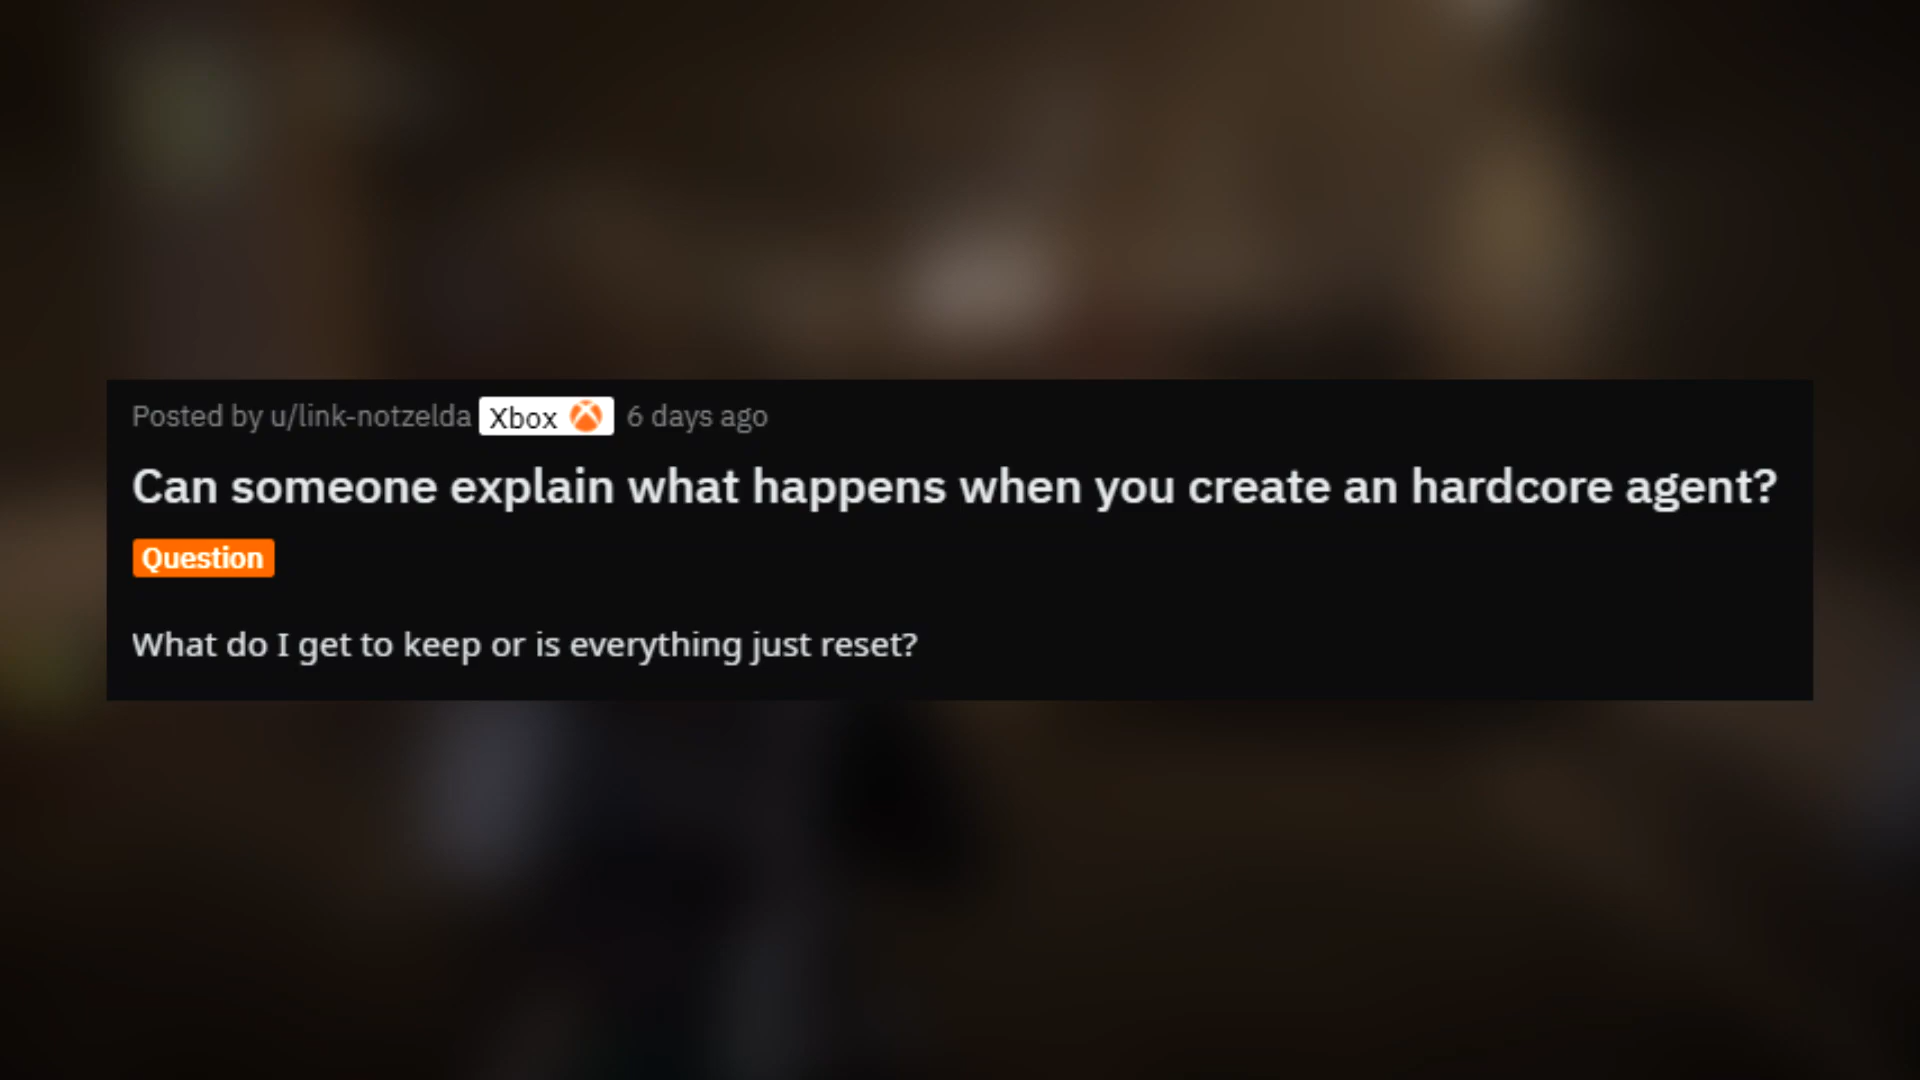 Posted by u/link-notzelda Xbox 6 days ago
Can someone explain what happens when you create an hardcore agent?
Question
What do I get to keep or is everything just reset?